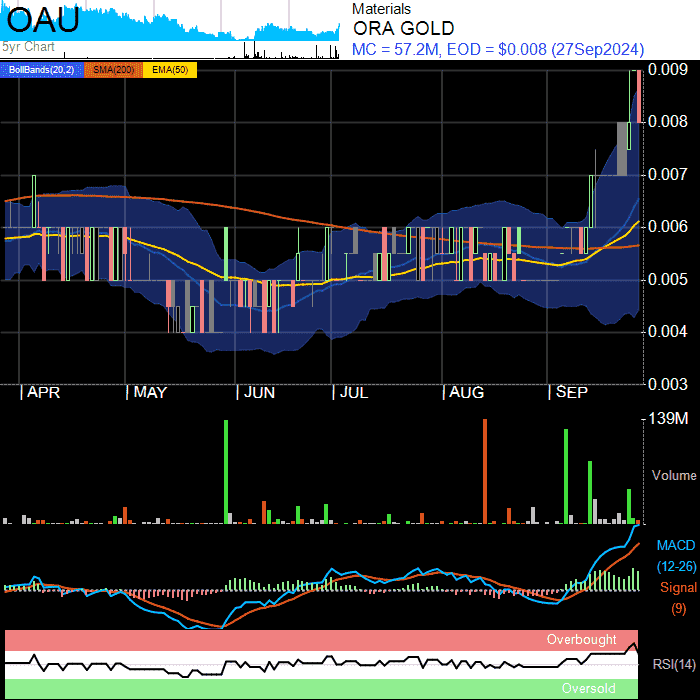 OAU
5yr Chart
Materials
ORA GOLD
MC = 57.2M, EOD = $0.008 (27Sep2024)
BollBands(20,2) SMA(200) EMA(50)
0.009
0.008
0.007
0.006
0.005
0.004
0.003
APR MAY JUN JUL AUG SEP
139M
Volume
MACD
(12-26)
Signal
(9)
Overbought
RSI(14)
Oversold